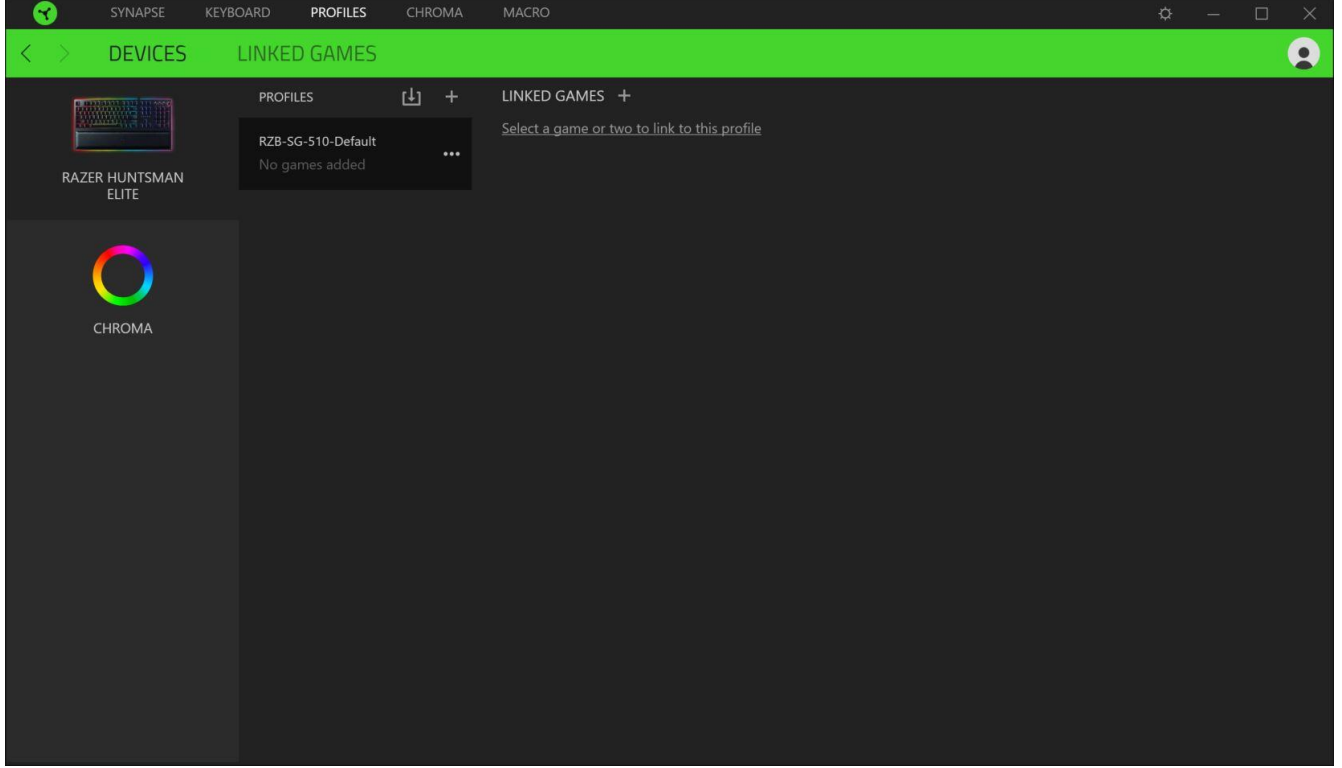 SYNAPSE KEYBOARD PROFILES CHROMA MACRO
DEVICES LINKED GAMES
RAZER HUNTSMAN
ELITE
CHROMA
PROFILES
RZB-SG-510-Default
No games added
LINKED GAMES
Select a game or two to link to this profile